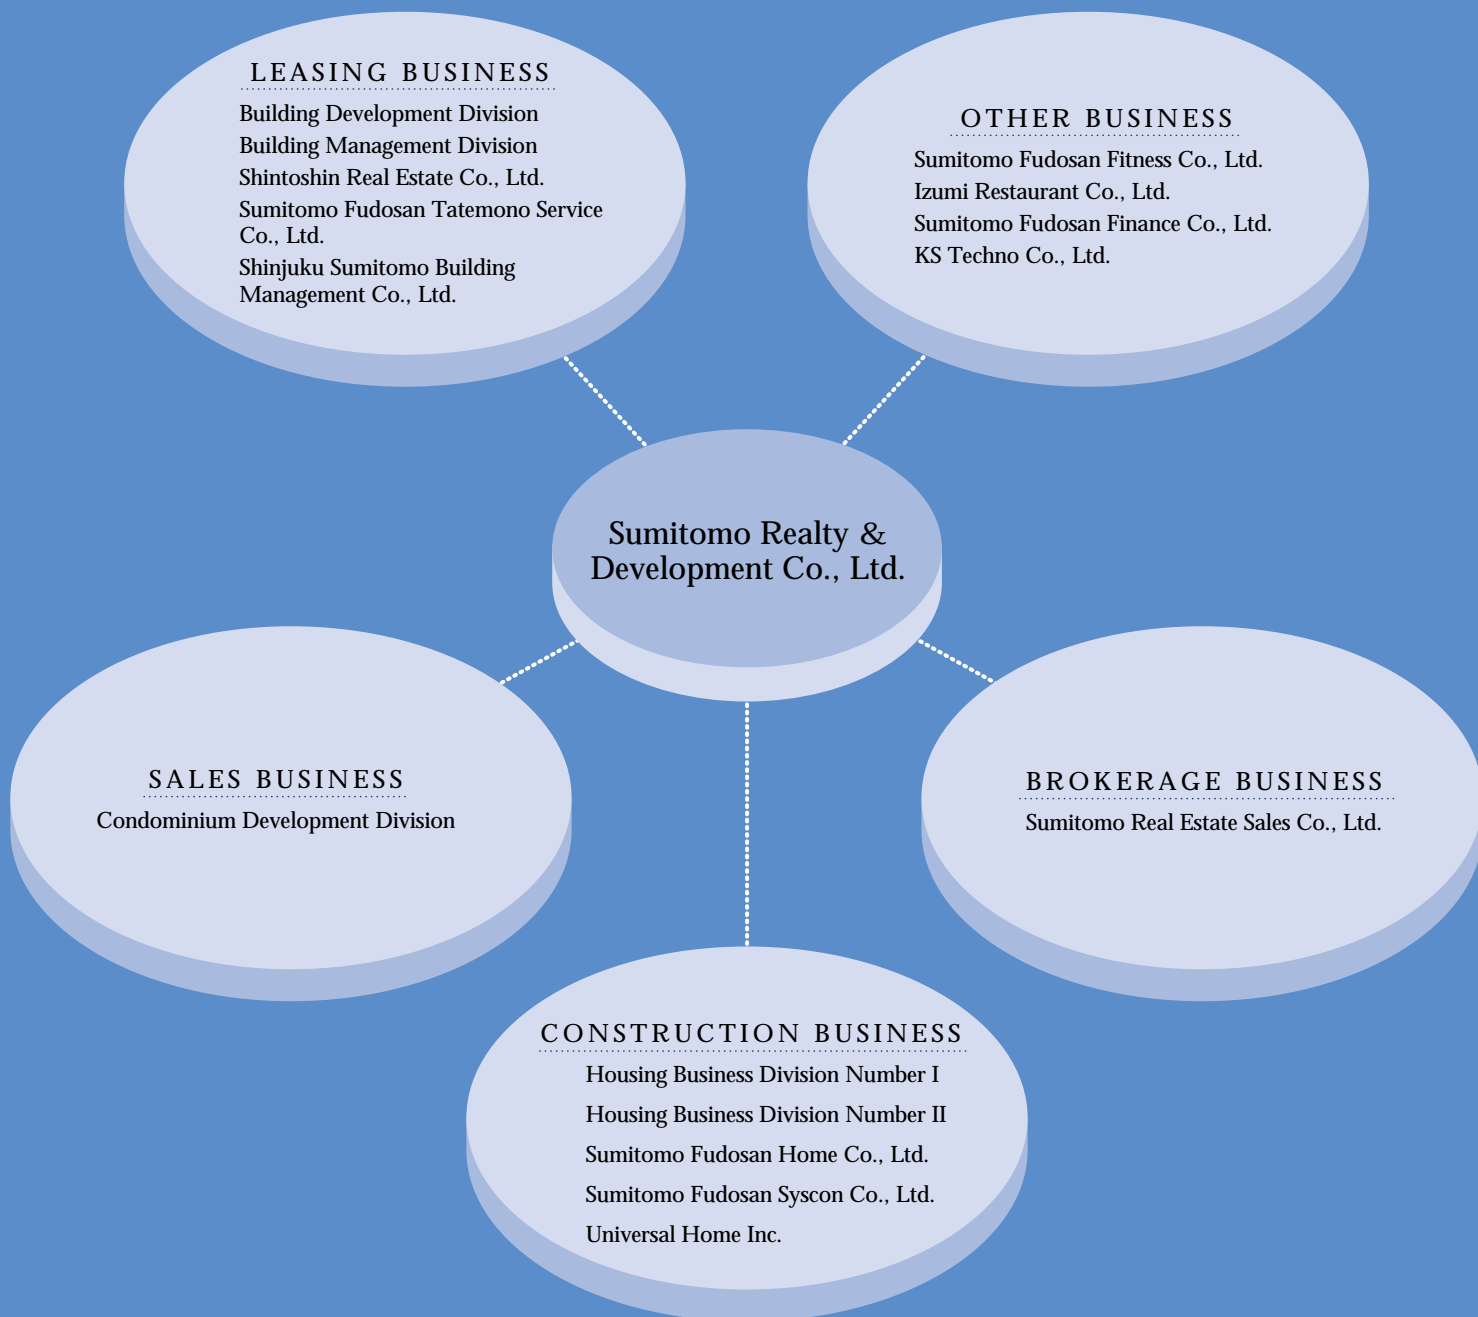 LEASING BUSINESS
Building Development Division
Building Management Division
Shintoshin Real Estate Co., Ltd.
Sumitomo Fudosan Tatemono Service
Co., Ltd.
Shinjuku Sumitomo Building
Management Co., Ltd.
OTHER BUSINESS
Sumitomo Fudosan Fitness Co., Ltd.
Izumi Restaurant Co., Ltd.
Sumitomo Fudosan Finance Co., Ltd.
KS Techno Co., Ltd.
Sumitomo Realty &
Development Co., Ltd.
SALES BUSINESS
Condominium Development Division
BROKERAGE BUSINESS
Sumitomo Real Estate Sales Co., Ltd.
CONSTRUCTION BUSINESS
Housing Business Division Number I
Housing Business Division Number II
Sumitomo Fudosan Home Co., Ltd.
Sumitomo Fudosan Syscon Co., Ltd.
Universal Home Inc.